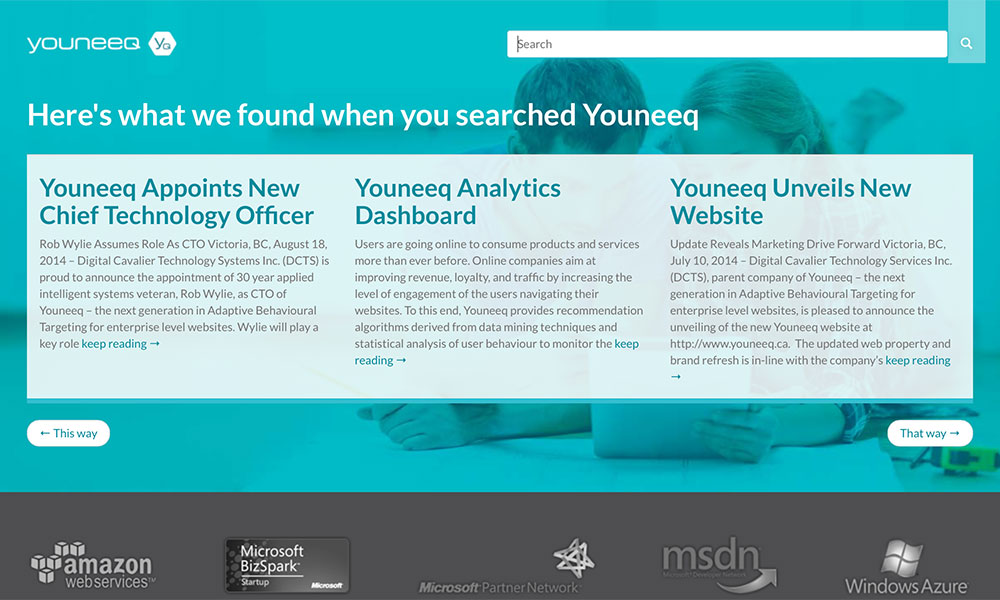 youneeq YQ
Search
Here's what we found when you searched Youneeq
Youneeq Appoints New
Chief Technology Officer
Rob Wylie Assumes Role As CTO Victoria, BC, August 18,
2014 – Digital Cavalier Technology Systems Inc. (DCTS) is
proud to announce the appointment of 30 year applied
intelligent systems veteran, Rob Wylie, as CTO of
Youneeq – the next generation in Adaptive Behavioural
Targeting for enterprise level websites. Wylie will play a
key role keep reading →
Youneeq Analytics
Dashboard
Users are going online to consume products and services
more than ever before. Online companies aim at
improving revenue, loyalty, and traffic by increasing the
level of engagement of the users navigating their
websites. To this end, Youneeq provides recommendation
algorithms derived from data mining techniques and
statistical analysis of user behaviour to monitor the keep
reading →
Youneeq Unveils New
Website
Update Reveals Marketing Drive Forward Victoria, BC,
July 10, 2014 – Digital Cavalier Technology Services Inc.
(DCTS), parent company of Youneeq – the next
generation in Adaptive Behavioural Targeting for
enterprise level websites, is pleased to announce the
unveiling of the new Youneeq website at
http://www.youneeq.ca. The updated web property and
brand refresh is in-line with the company's keep reading
→
← This way
That way →
amazon
webservices™
Microsoft
BizSpark™
Startup
Microsoft
Microsoft Partner Network
msdn
Microsoft Developer Network
Windows Azure